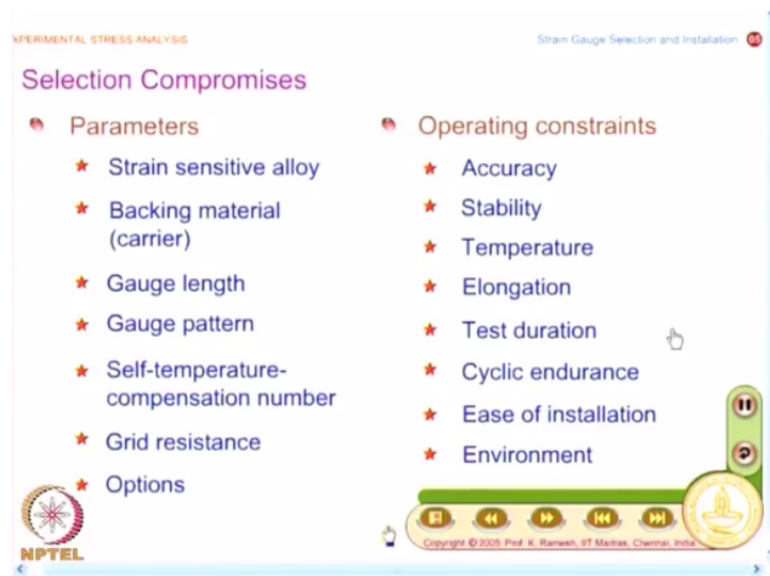 XPERIMENTAL STRESS ANALYSIS
Strain Gauge Selection and Installation 05
Selection Compromises
Parameters
Strain sensitive alloy
Backing material
(carrier)
Gauge length
Gauge pattern
Self-temperature-
compensation number
Grid resistance
Options
Operating constraints
Accuracy
Stability
Temperature
Elongation
Test duration
Cyclic endurance
Ease of installation
Environment
NPTEL
Copyright © 2005 Prof. K. Ramesh, IIT Madras, Chennai, India